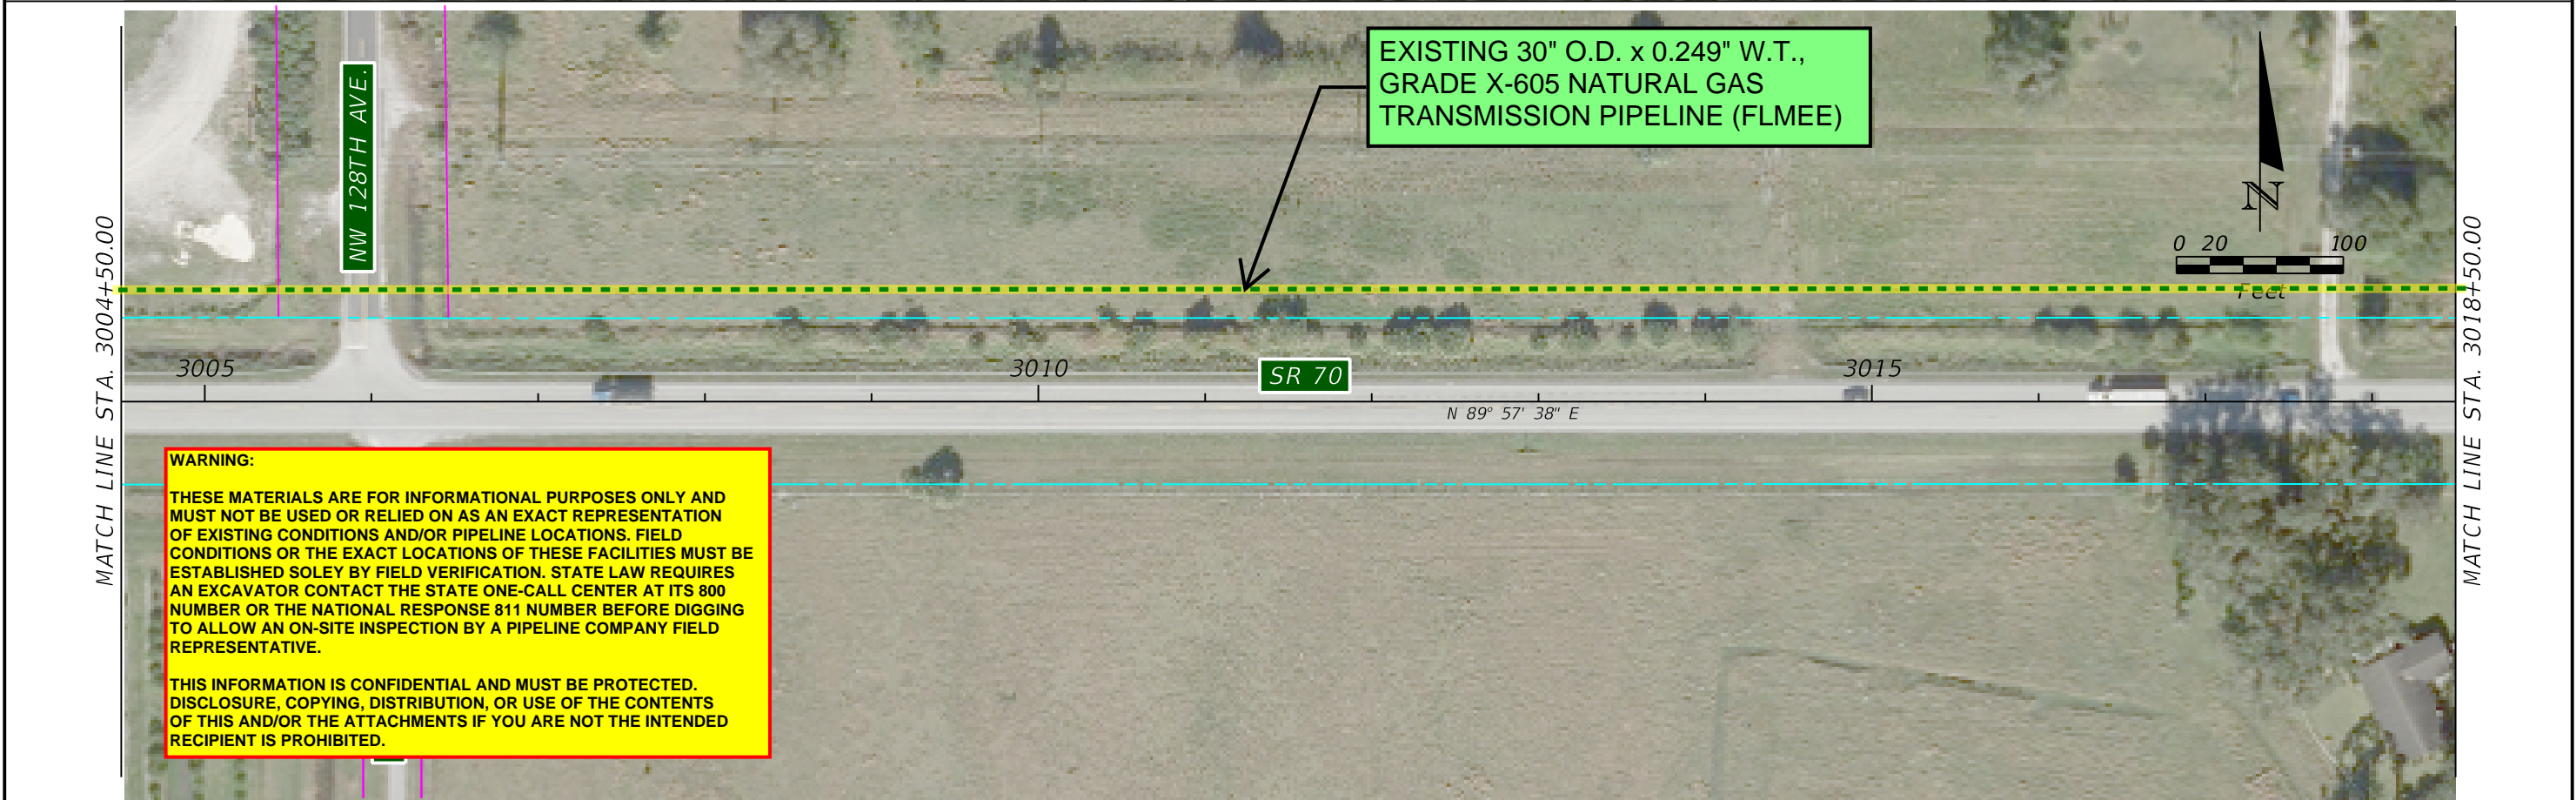 EXISTING 30" O.D. x 0.249" W.T.,
GRADE X-605 NATURAL GAS
TRANSMISSION PIPELINE (FLMEE)
NW 128TH AVE.
N
0 20 100
Feet
MATCH LINE STA. 3004+50.00
MATCH LINE STA. 3018+50.00
3005
3010
SR 70
3015
N 89° 57' 38" E
WARNING:
THESE MATERIALS ARE FOR INFORMATIONAL PURPOSES ONLY AND
MUST NOT BE USED OR RELIED ON AS AN EXACT REPRESENTATION
OF EXISTING CONDITIONS AND/OR PIPELINE LOCATIONS. FIELD
CONDITIONS OR THE EXACT LOCATIONS OF THESE FACILITIES MUST BE
ESTABLISHED SOLEY BY FIELD VERIFICATION. STATE LAW REQUIRES
AN EXCAVATOR CONTACT THE STATE ONE-CALL CENTER AT ITS 800
NUMBER OR THE NATIONAL RESPONSE 811 NUMBER BEFORE DIGGING
TO ALLOW AN ON-SITE INSPECTION BY A PIPELINE COMPANY FIELD
REPRESENTATIVE.
THIS INFORMATION IS CONFIDENTIAL AND MUST BE PROTECTED.
DISCLOSURE, COPYING, DISTRIBUTION, OR USE OF THE CONTENTS
OF THIS AND/OR THE ATTACHMENTS IF YOU ARE NOT THE INTENDED
RECIPIENT IS PROHIBITED.